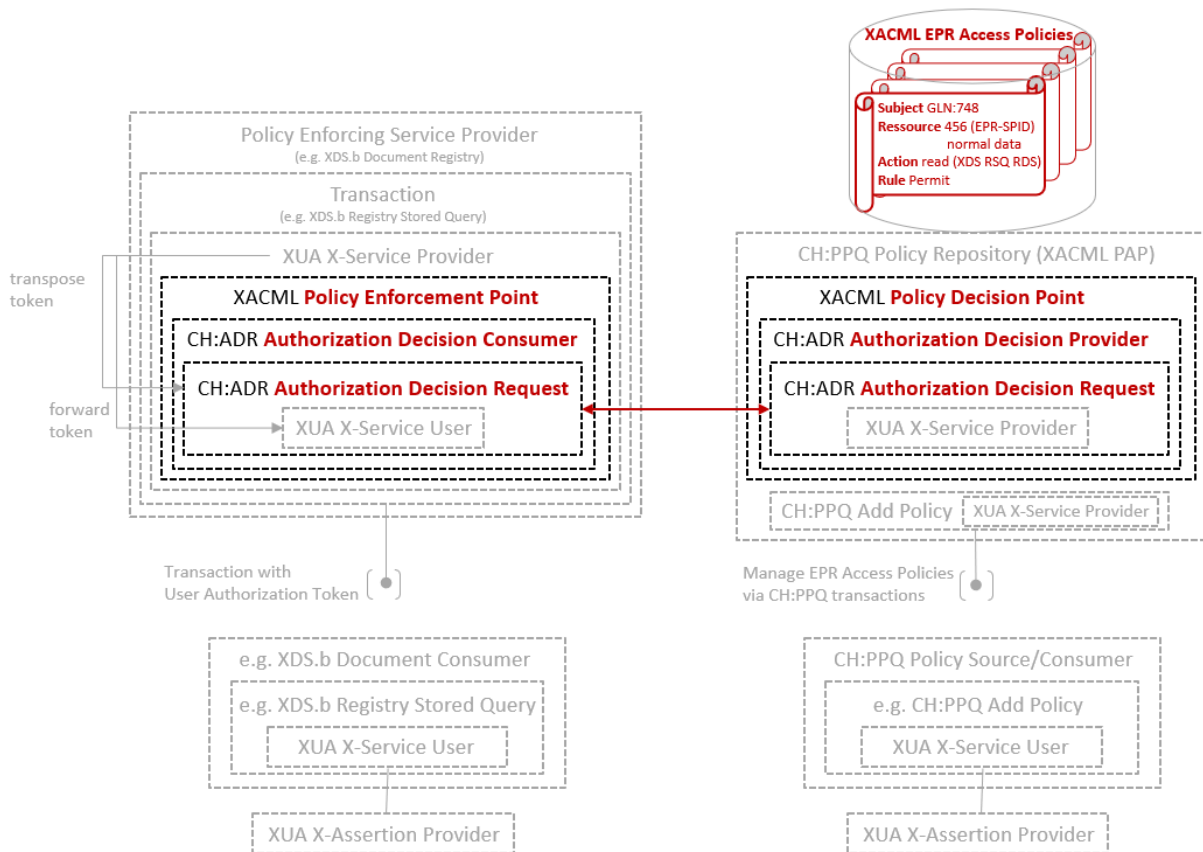 XACML EPR Access Policies
Subject GLN:748
Ressource 456 (EPR-SPID)
normal data
Action read (XDS RSQ RDS)
Rule Permit
Policy Enforcing Service Provider
(e.g. XDS.b Document Registry)
Transaction
(e.g. XDS.b Registry Stored Query)
XUA X-Service Provider
transpose
token
XACML Policy Enforcement Point
CH:ADR Authorization Decision Consumer
CH:ADR Authorization Decision Request
forward
token
XUA X-Service User
CH:PPQ Policy Repository (XACML PAP)
XACML Policy Decision Point
CH:ADR Authorization Decision Provider
CH:ADR Authorization Decision Request
XUA X-Service Provider
CH:PPQ Add Policy
XUA X-Service Provider
Transaction with
User Authorization Token
Manage EPR Access Policies
via CH:PPQ transactions
e.g. XDS.b Document Consumer
e.g. XDS.b Registry Stored Query
XUA X-Service User
XUA X-Assertion Provider
CH:PPQ Policy Source/Consumer
e.g. CH:PPQ Add Policy
XUA X-Service User
XUA X-Assertion Provider